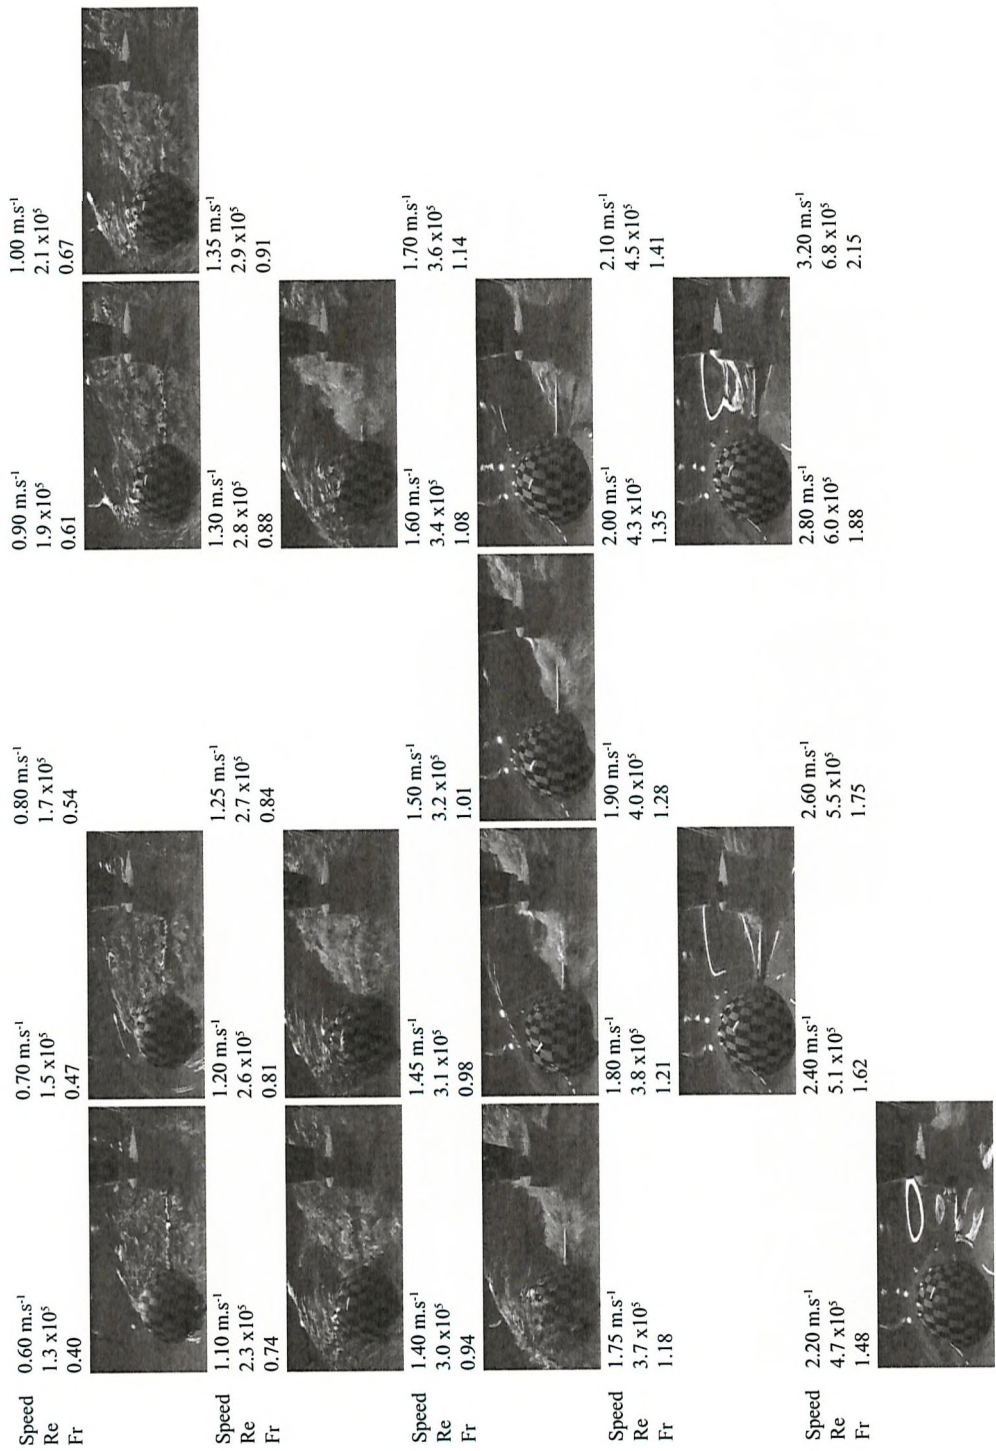 Speed 0.60 m.s⁻¹ 0.70 m.s⁻¹ 0.80 m.s⁻¹ 0.90 m.s⁻¹ 1.00 m.s⁻¹
Re 1.3 x10⁵ 1.5 x10⁵ 1.7 x10⁵ 1.9 x10⁵ 2.1 x10⁵
Fr 0.40 0.47 0.54 0.61 0.67
Speed 1.10 m.s⁻¹ 1.20 m.s⁻¹ 1.25 m.s⁻¹ 1.30 m.s⁻¹ 1.35 m.s⁻¹
Re 2.3 x10⁵ 2.6 x10⁵ 2.7 x10⁵ 2.8 x10⁵ 2.9 x10⁵
Fr 0.74 0.81 0.84 0.88 0.91
Speed 1.40 m.s⁻¹ 1.45 m.s⁻¹ 1.50 m.s⁻¹ 1.60 m.s⁻¹ 1.70 m.s⁻¹
Re 3.0 x10⁵ 3.1 x10⁵ 3.2 x10⁵ 3.4 x10⁵ 3.6 x10⁵
Fr 0.94 0.98 1.01 1.08 1.14
Speed 1.75 m.s⁻¹ 1.80 m.s⁻¹ 1.90 m.s⁻¹ 2.00 m.s⁻¹ 2.10 m.s⁻¹
Re 3.7 x10⁵ 3.8 x10⁵ 4.0 x10⁵ 4.3 x10⁵ 4.5 x10⁵
Fr 1.18 1.21 1.28 1.35 1.41
Speed 2.20 m.s⁻¹ 2.40 m.s⁻¹ 2.60 m.s⁻¹ 2.80 m.s⁻¹ 3.20 m.s⁻¹
Re 4.7 x10⁵ 5.1 x10⁵ 5.5 x10⁵ 6.0 x10⁵ 6.8 x10⁵
Fr 1.48 1.62 1.75 1.88 2.15